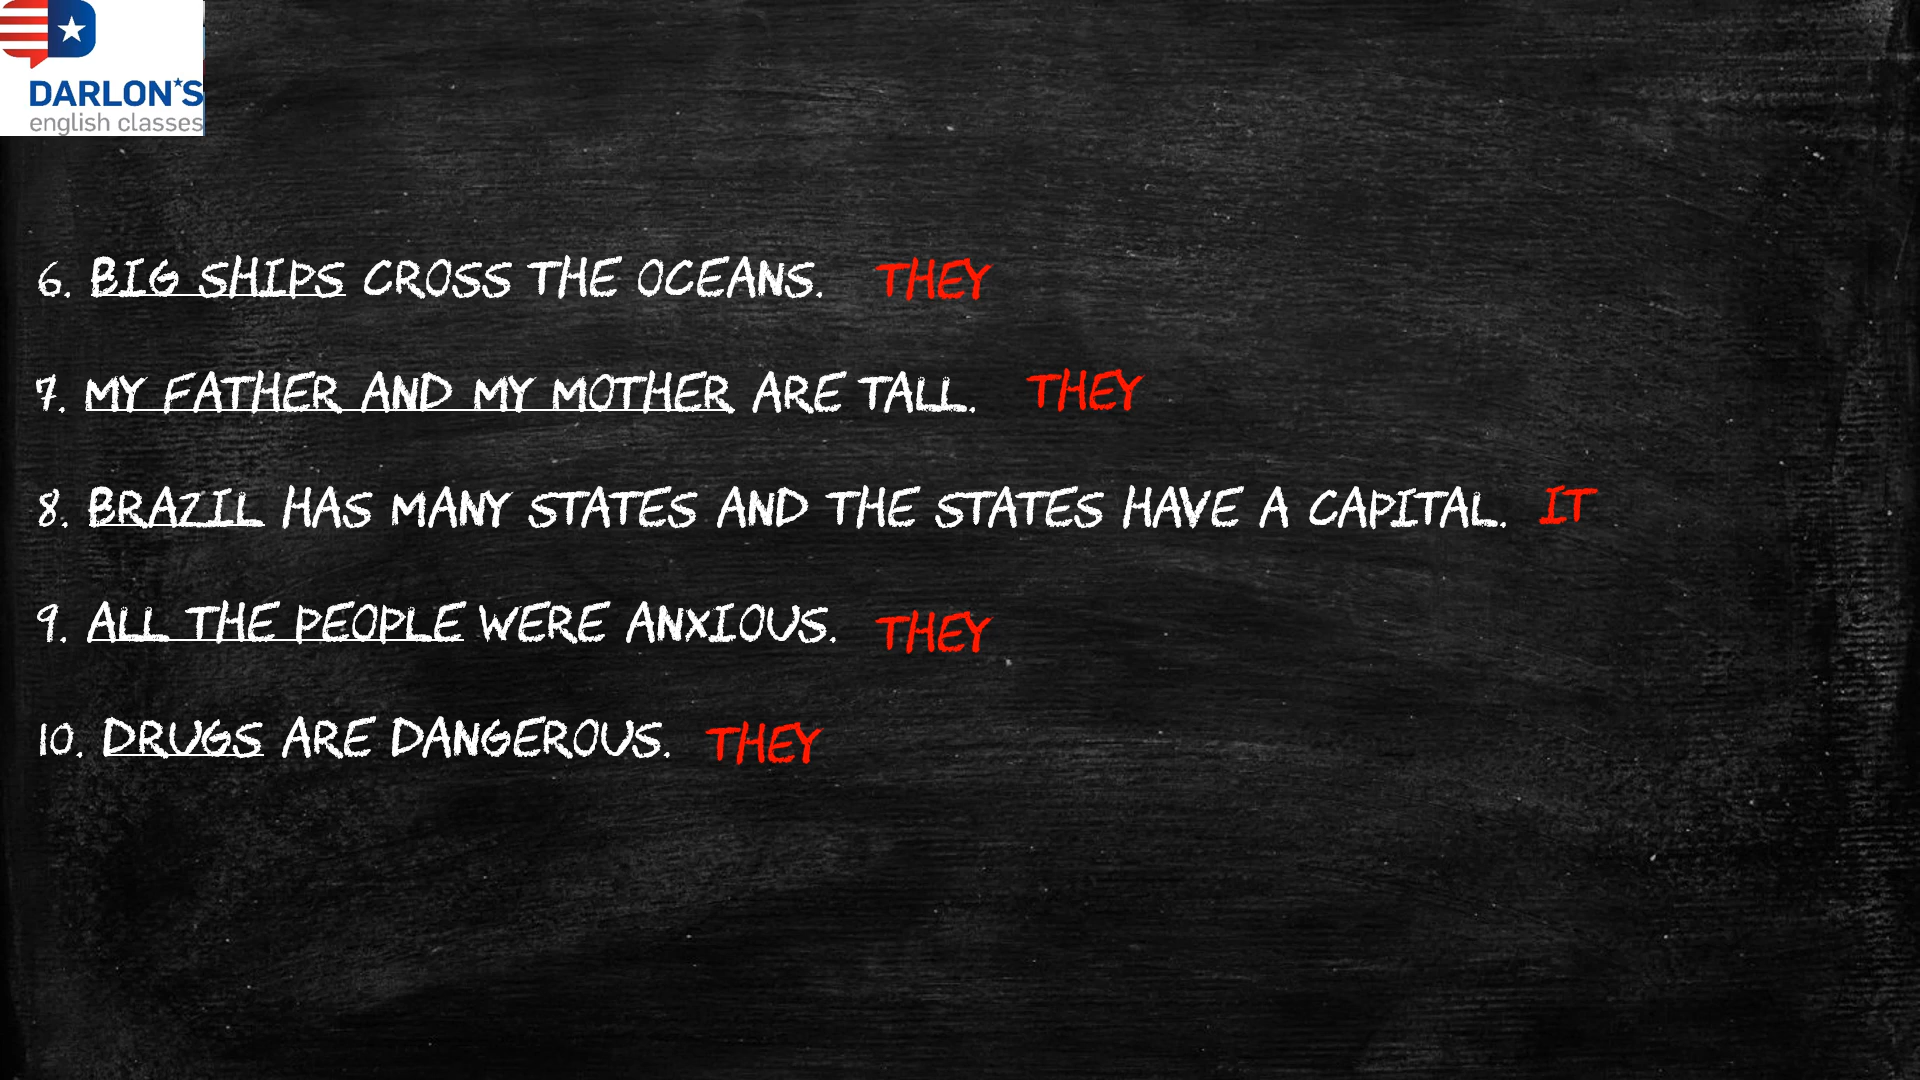 DARLON'S
english classes
6. BIG SHIPS CROSS THE OCEANS. THEY
7. MY FATHER AND MY MOTHER ARE TALL. THEY
8. BRAZIL HAS MANY STATES AND THE STATES HAVE A CAPITAL. IT
9. ALL THE PEOPLE WERE ANXIOUS. THEY
10. DRUGS ARE DANGEROUS. THEY